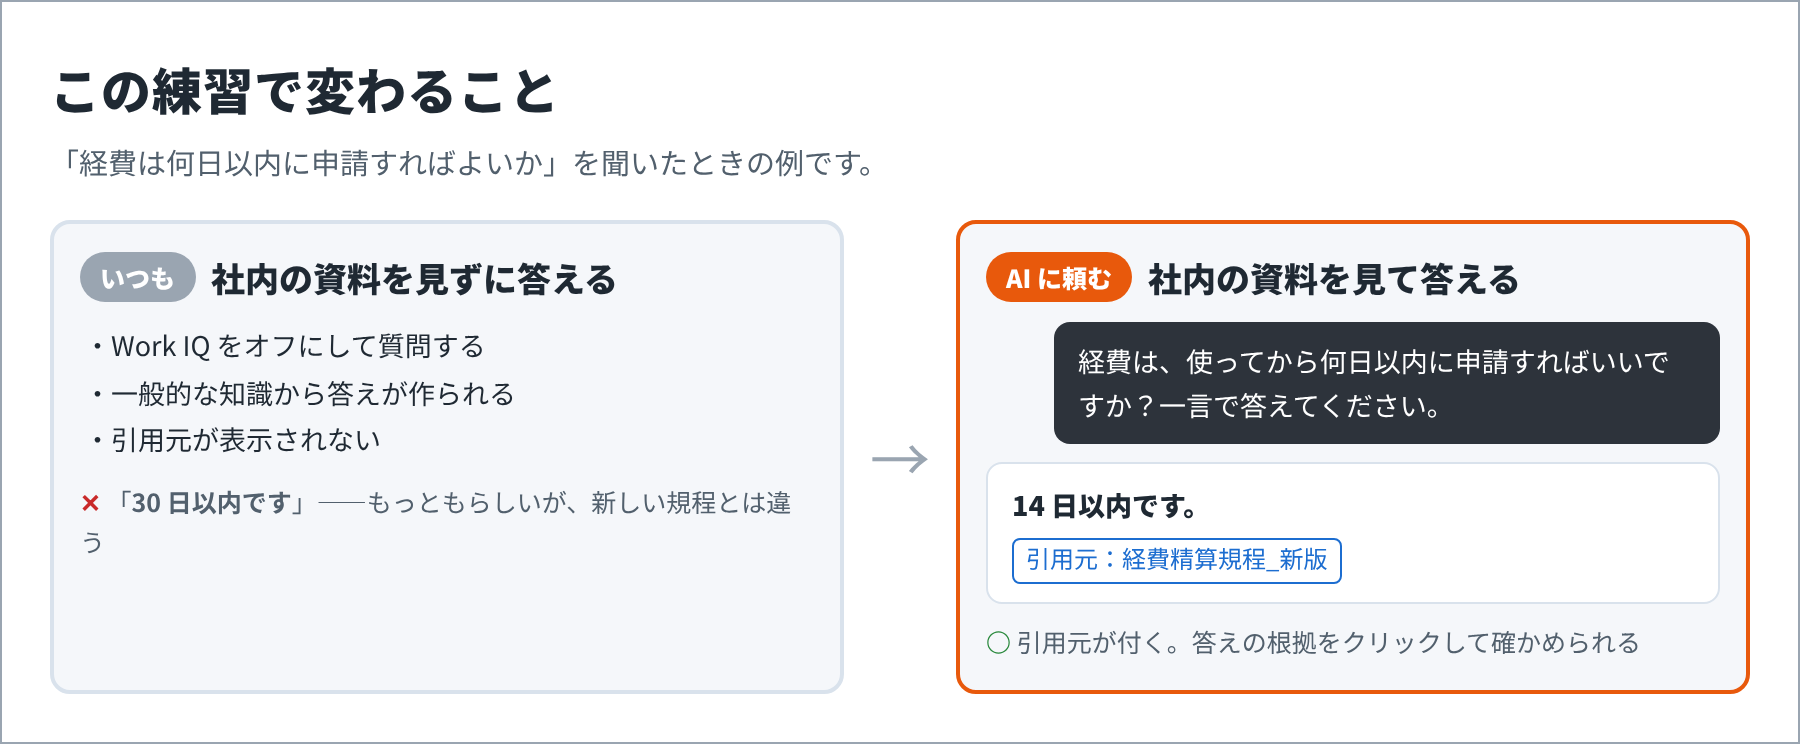 この練習で変わること
「経費は何日以内に申請すればよいか」を聞いたときの例です。
いつも 社内の資料を見ずに答える
・Work IQ をオフにして質問する
・一般的な知識から答えが作られる
・引用元が表示されない
× 「30 日以内です」——もっともらしいが、新しい規程とは違
う
→
AI に頼む 社内の資料を見て答える
経費は、使ってから何日以内に申請すればいいで
すか？一言で答えてください。
14 日以内です。
引用元：経費精算規程_新版
○ 引用元が付く。答えの根拠をクリックして確かめられる